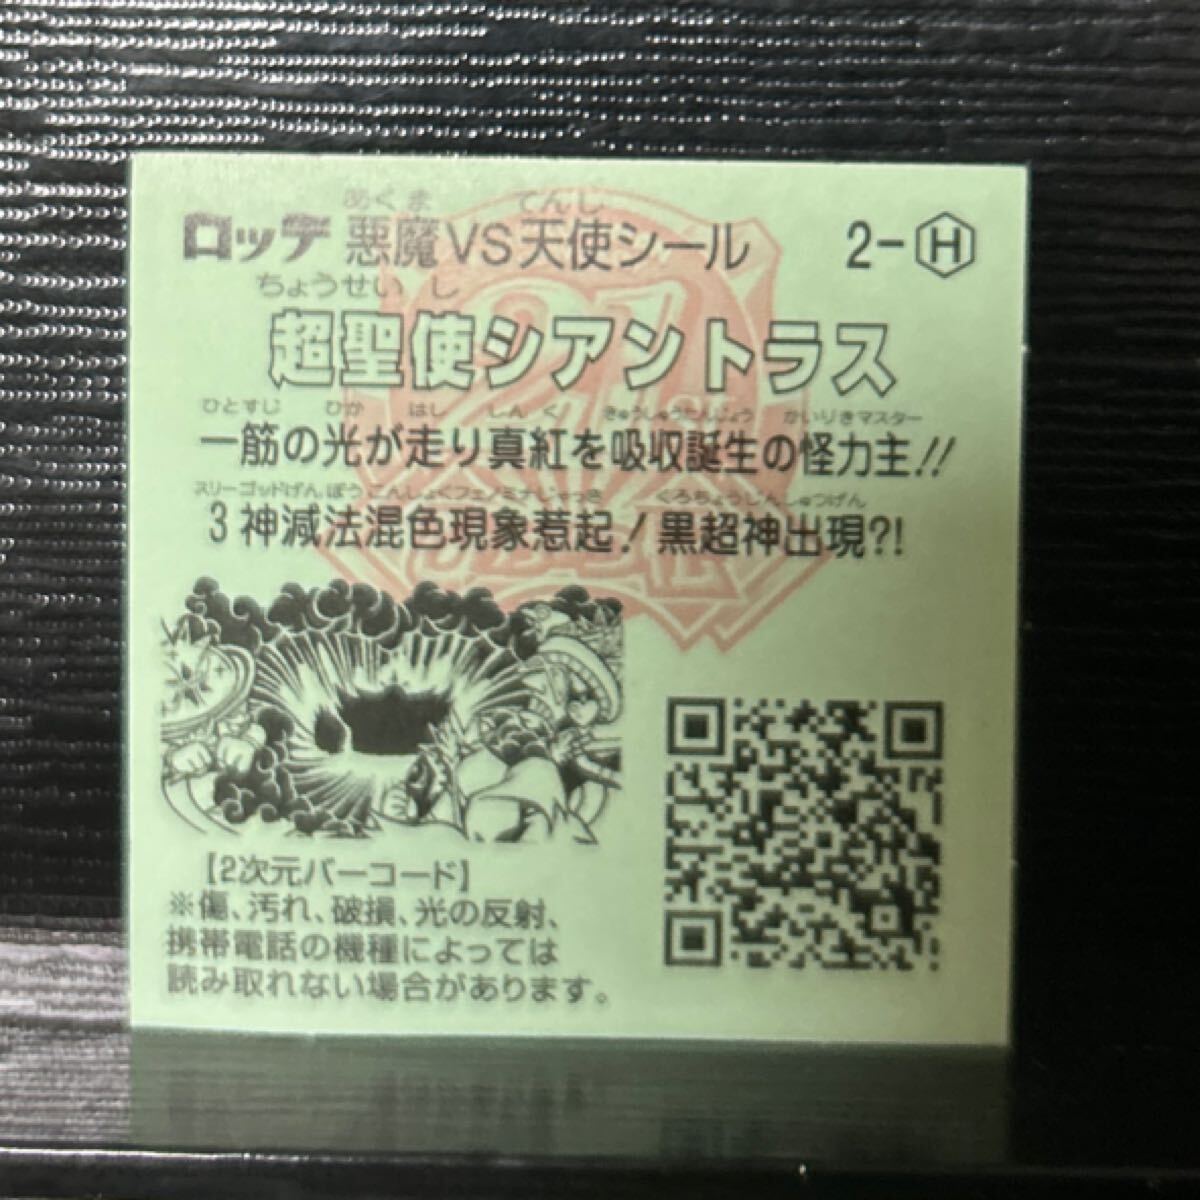 あくま てんし
ロッテ 悪魔VS天使シール 2-H
ちょうせいし
超聖使シアントラス
ひとすじ ひか はし しんく きゅうしゅうたんじょう かいりきマスター
一筋の光が走り真紅を吸収誕生の怪力主!!
スリーゴッドげんぽうこんしょくフェノミナじゃっき くろちょうじんしゅつげん
3神減法混色現象惹起!黒超神出現?!
21st
【2次元バーコード】
※傷、汚れ、破損、光の反射、
携帯電話の機種によっては
読み取れない場合があります。